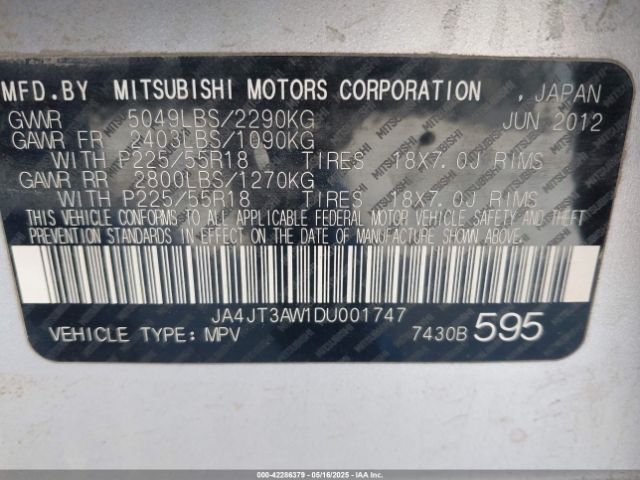 MFD.BY MITSUBISHI MOTORS CORPORATION , JAPAN
GVWR 5049LBS/2290KG JUN 2012
GAWR FR 2403LBS/1090KG
WITH P225/55R18 TIRES 18X7.0J RIMS
GAWR RR 2800LBS/1270KG
WITH P225/55R18 TIRES 18X7.0J RIMS
THIS VEHICLE CONFORMS TO ALL APPLICABLE FEDERAL MOTOR VEHICLE SAFETY AND THEFT
PREVENTION STANDARDS IN EFFECT ON THE DATE OF MANUFACTURE SHOWN ABOVE.
JA4JT3AW1DU001747
VEHICLE TYPE: MPV 7430B 595
000-42286379 - 05/16/2025 - IAAI.COM